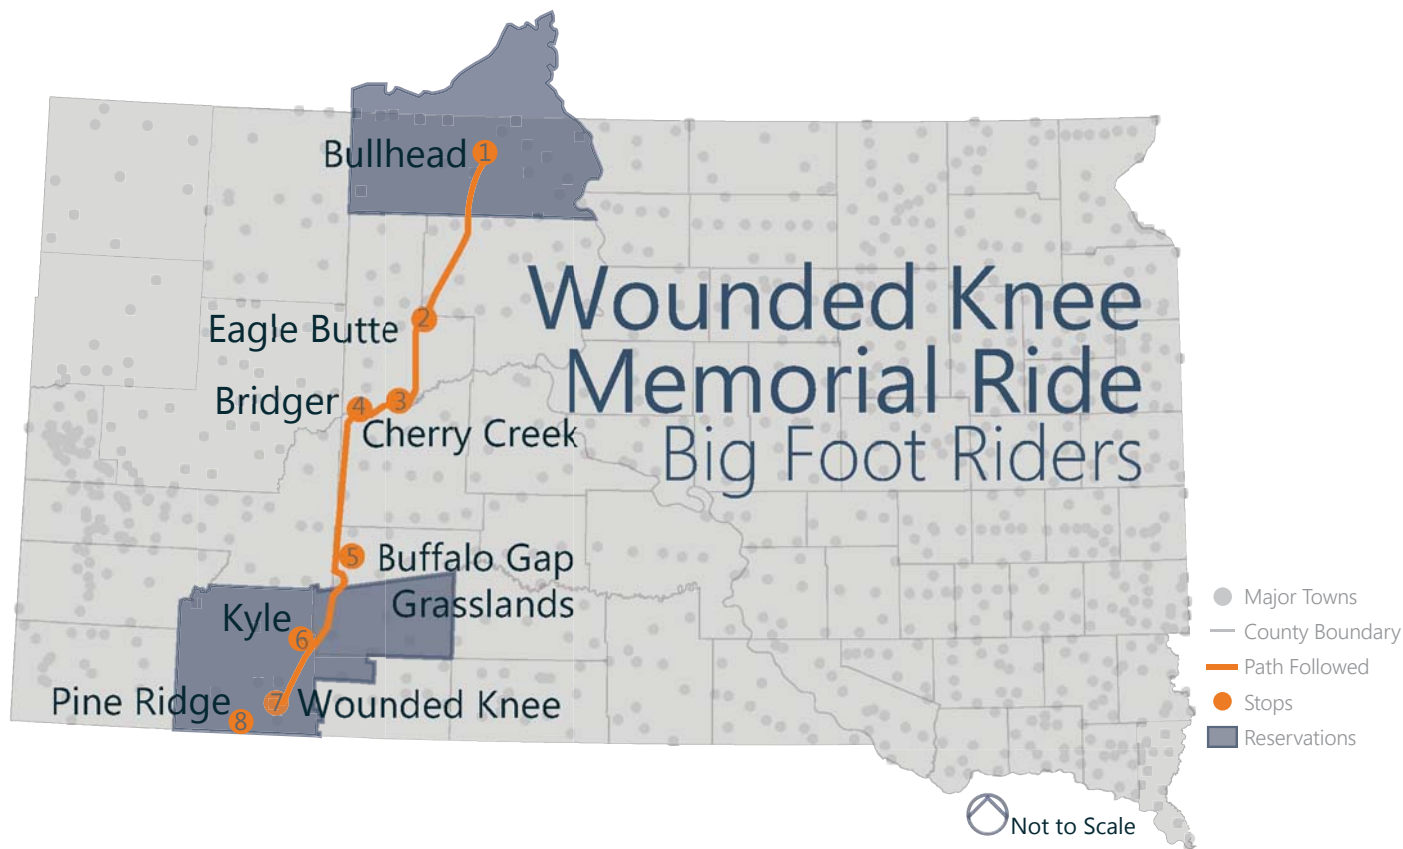 Wounded Knee
Memorial Ride
Big Foot Riders
Bullhead 1
2
Eagle Butte
3
Bridger 4
Cherry Creek
5 Buffalo Gap
Grasslands
Kyle
6
7 Wounded Knee
Pine Ridge
8
Major Towns
County Boundary
Path Followed
Stops
Reservations
Not to Scale